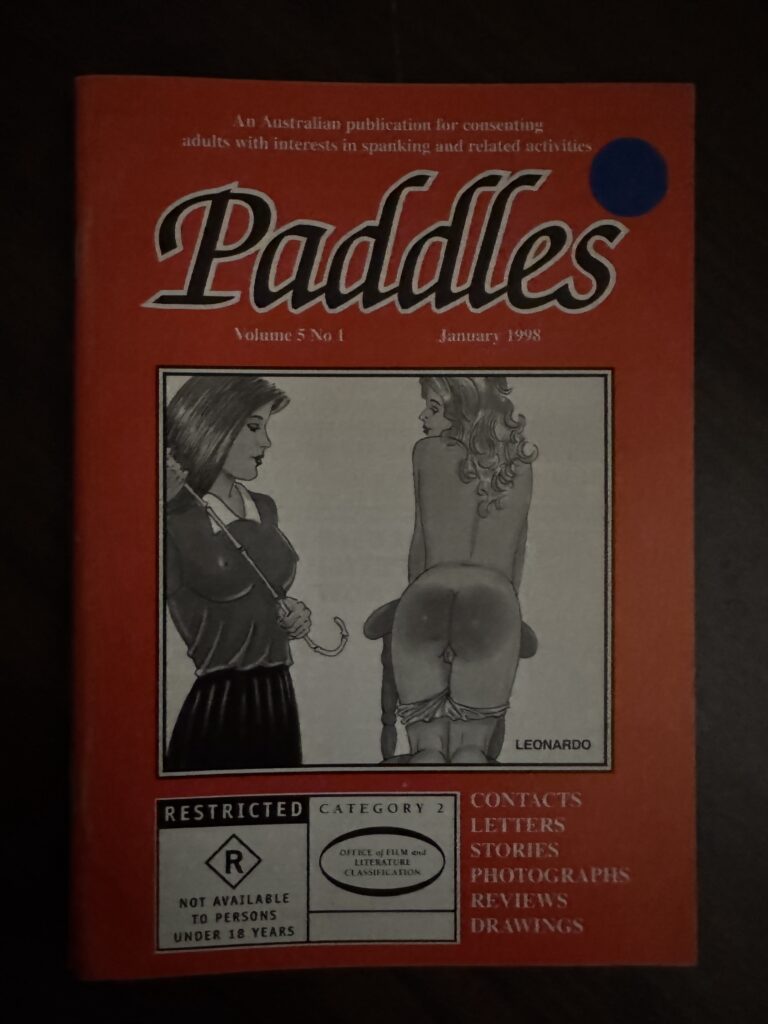 An Australian publication for consenting
adults with interests in spanking and related activities
Paddles
Volume 5 No 1 January 1998
LEONARDO
RESTRICTED
R
NOT AVAILABLE
TO PERSONS
UNDER 18 YEARS
CATEGORY 2
OFFICE of FILM and
LITERATURE
CLASSIFICATION
CONTACTS
LETTERS
STORIES
PHOTOGRAPHS
REVIEWS
DRAWINGS